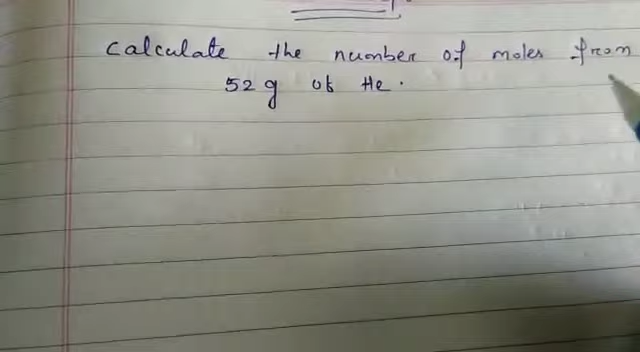 calculate the number of moles from
52 g of He.